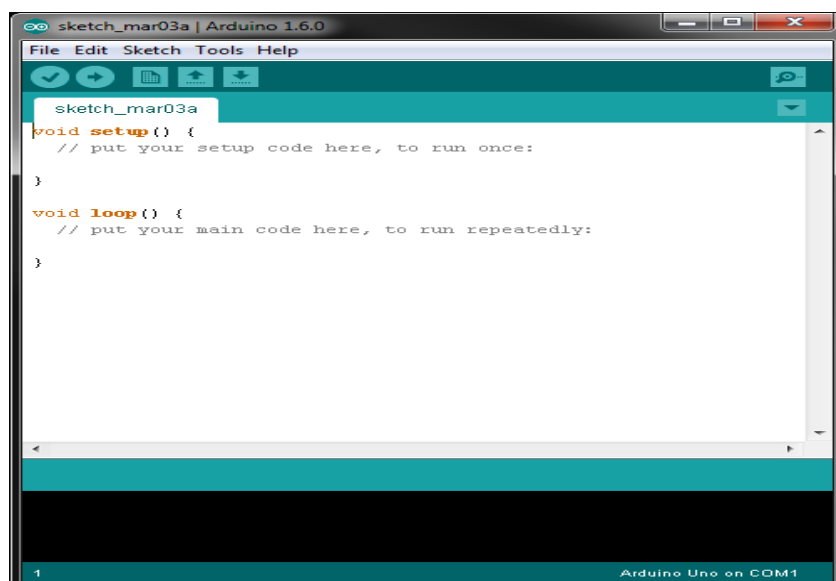 sketch_mar03a | Arduino 1.6.0
File Edit Sketch Tools Help
sketch_mar03a
void setup() {
  // put your setup code here, to run once:
}
void loop() {
  // put your main code here, to run repeatedly:
}
1 Arduino Uno on COM1